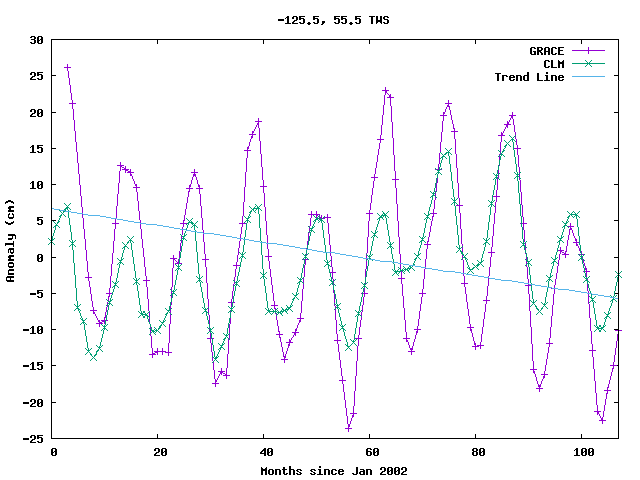 -125.5, 55.5 TWS
GRACE
CLM
Trend Line
30
25
20
15
10
5
0
-5
-10
-15
-20
-25
Anomaly (cm)
0 20 40 60 80 100
Months since Jan 2002